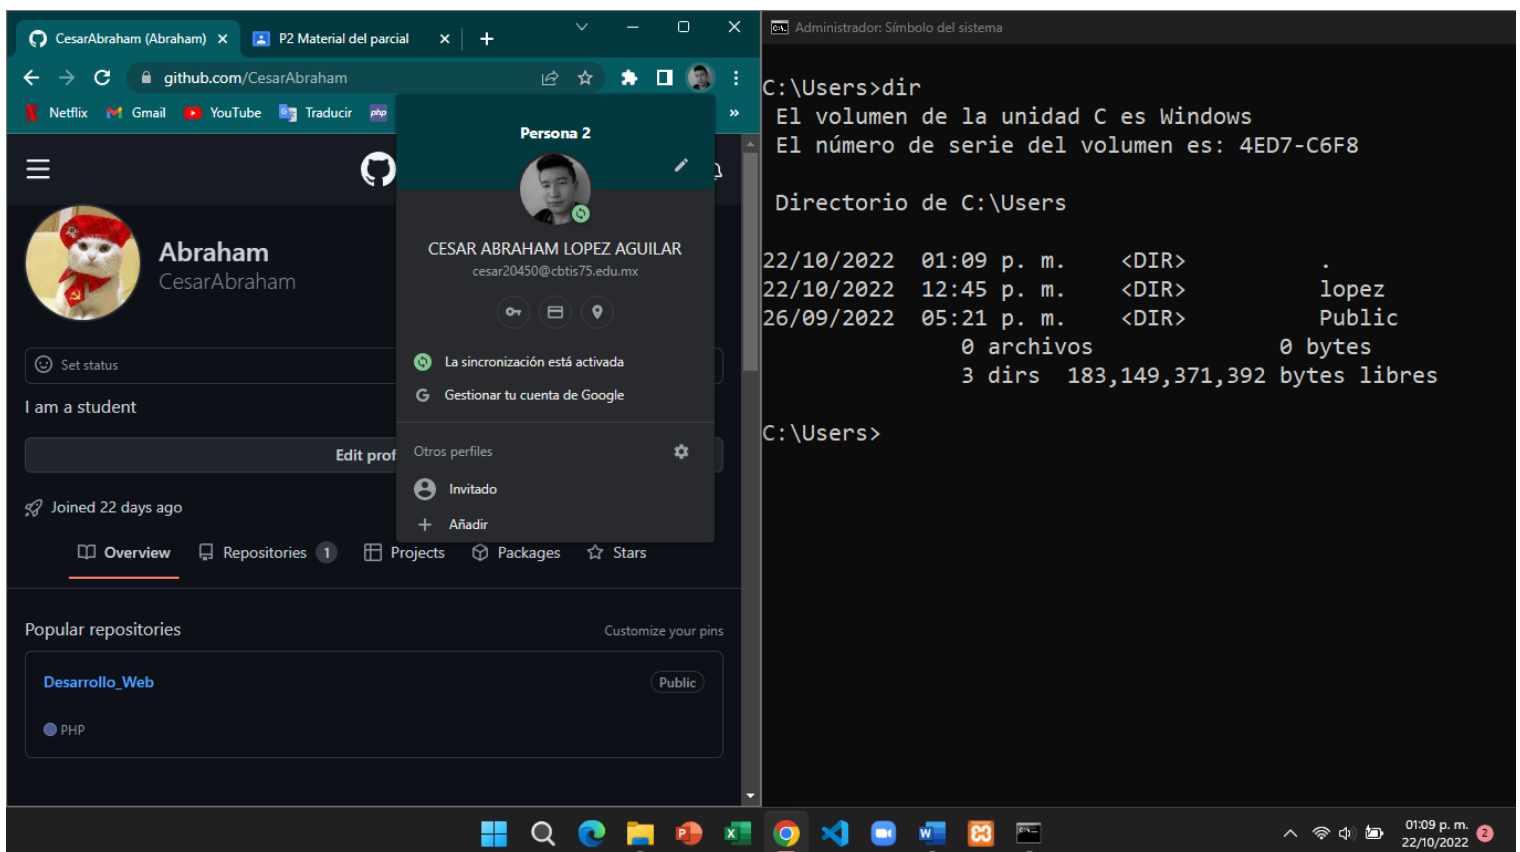 CesarAbraham (Abraham)
P2 Material del parcial
github.com/CesarAbraham
Netflix
Gmail
YouTube
Traducir
php
»
Persona 2
CESAR ABRAHAM LOPEZ AGUILAR
cesar20450@cbtis75.edu.mx
La sincronización está activada
Gestionar tu cuenta de Google
Otros perfiles
Invitado
Añadir
Abraham
CesarAbraham
Set status
I am a student
Edit prof
Joined 22 days ago
Overview Repositories 1 Projects Packages Stars
Popular repositories Customize your pins
Desarrollo_Web Public
PHP
Administrador: Símbolo del sistema
C:\Users>dir
El volumen de la unidad C es Windows
El número de serie del volumen es: 4ED7-C6F8
Directorio de C:\Users
22/10/2022 01:09 p. m. <DIR> .
22/10/2022 12:45 p. m. <DIR> lopez
26/09/2022 05:21 p. m. <DIR> Public
0 archivos 0 bytes
3 dirs 183,149,371,392 bytes libres
C:\Users>
01:09 p. m.
22/10/2022
2